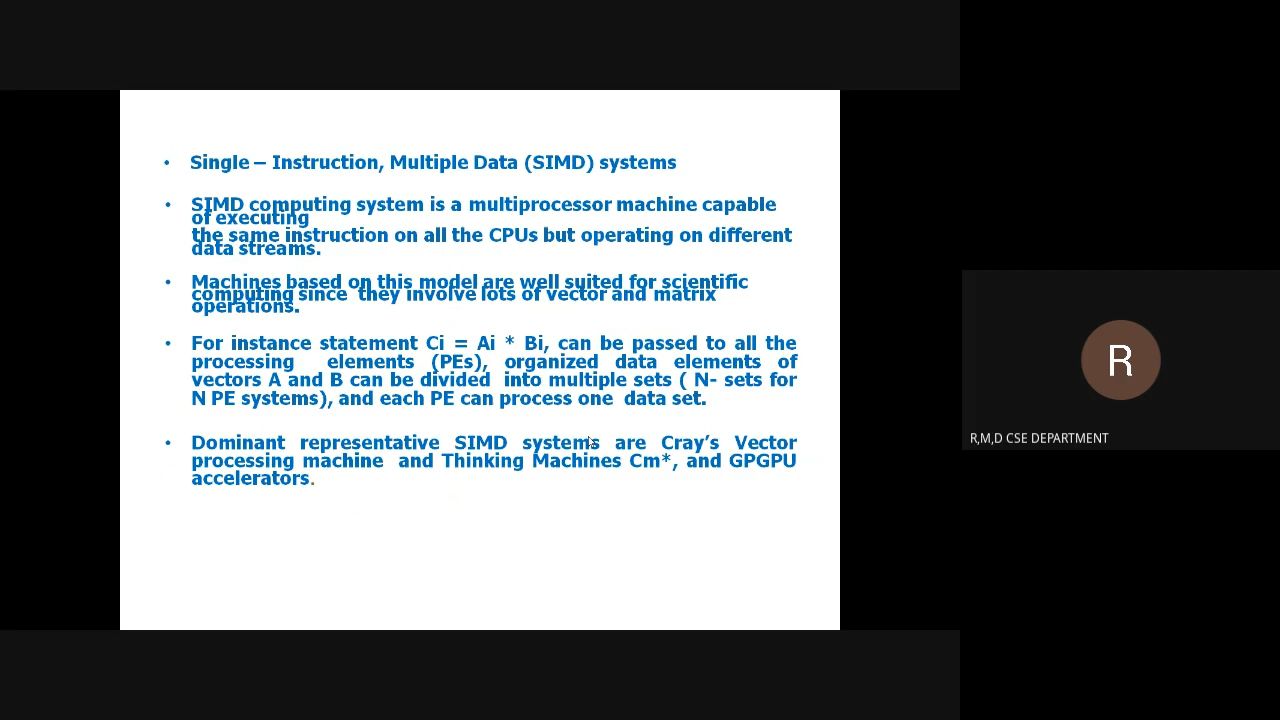 • Single – Instruction, Multiple Data (SIMD) systems
• SIMD computing system is a multiprocessor machine capable
of executing
the same instruction on all the CPUs but operating on different
data streams.
• Machines based on this model are well suited for scientific
computing since they involve lots of vector and matrix
operations.
• For instance statement Ci = Ai * Bi, can be passed to all the
processing elements (PEs), organized data elements of
vectors A and B can be divided into multiple sets ( N- sets for
N PE systems), and each PE can process one data set.
• Dominant representative SIMD systems are Cray’s Vector
processing machine and Thinking Machines Cm*, and GPGPU
accelerators.
R
R,M,D CSE DEPARTMENT